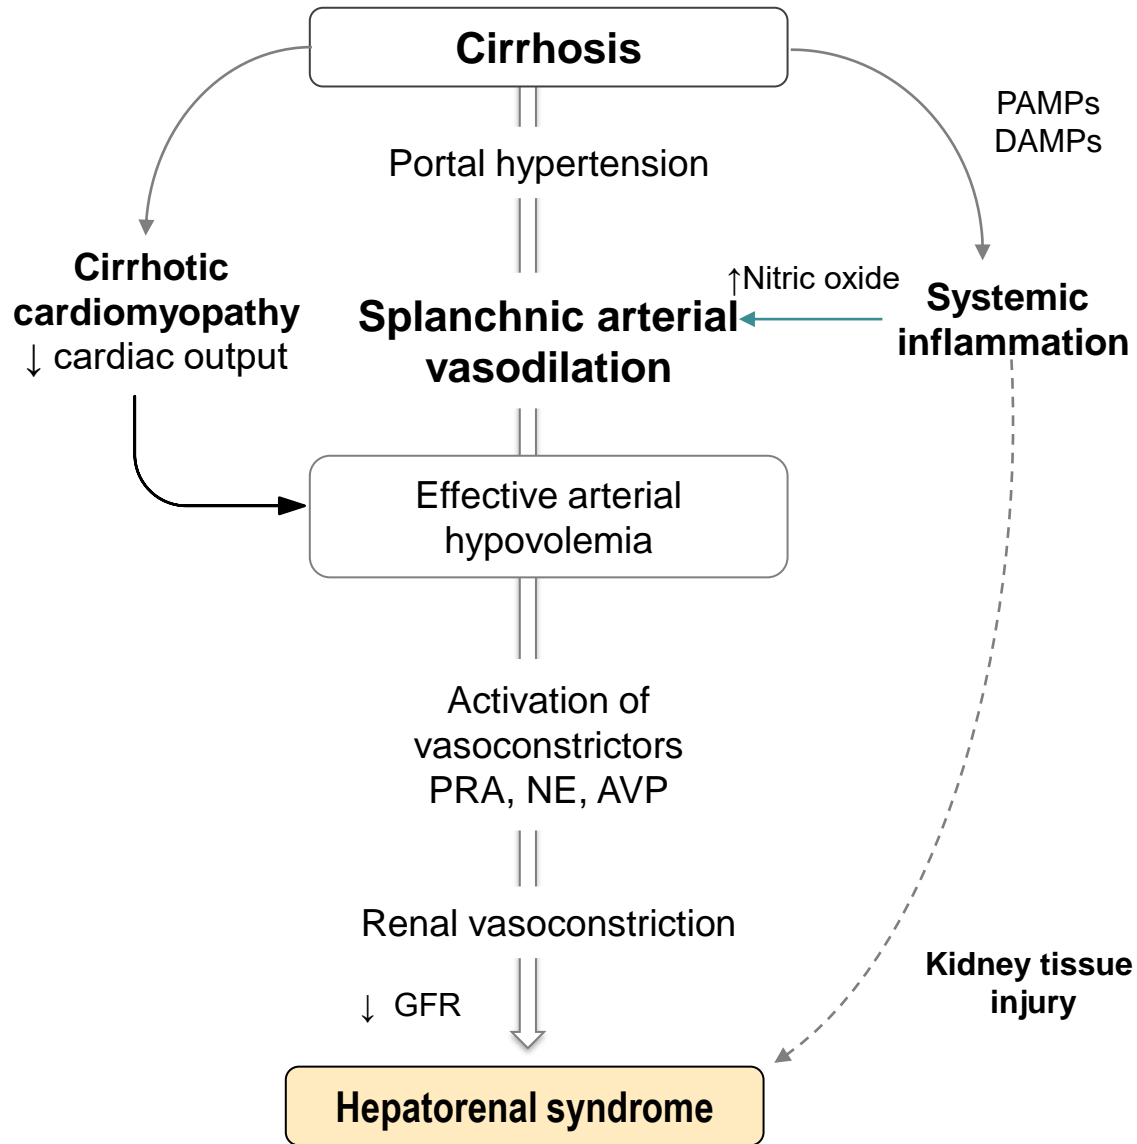 Cirrhosis
PAMPs
DAMPs
Portal hypertension
Cirrhotic
cardiomyopathy
↓ cardiac output
↑Nitric oxide
Splanchnic arterial
vasodilation
Systemic
inflammation
Effective arterial
hypovolemia
Activation of
vasoconstrictors
PRA, NE, AVP
Renal vasoconstriction
↓ GFR
Kidney tissue
injury
Hepatorenal syndrome